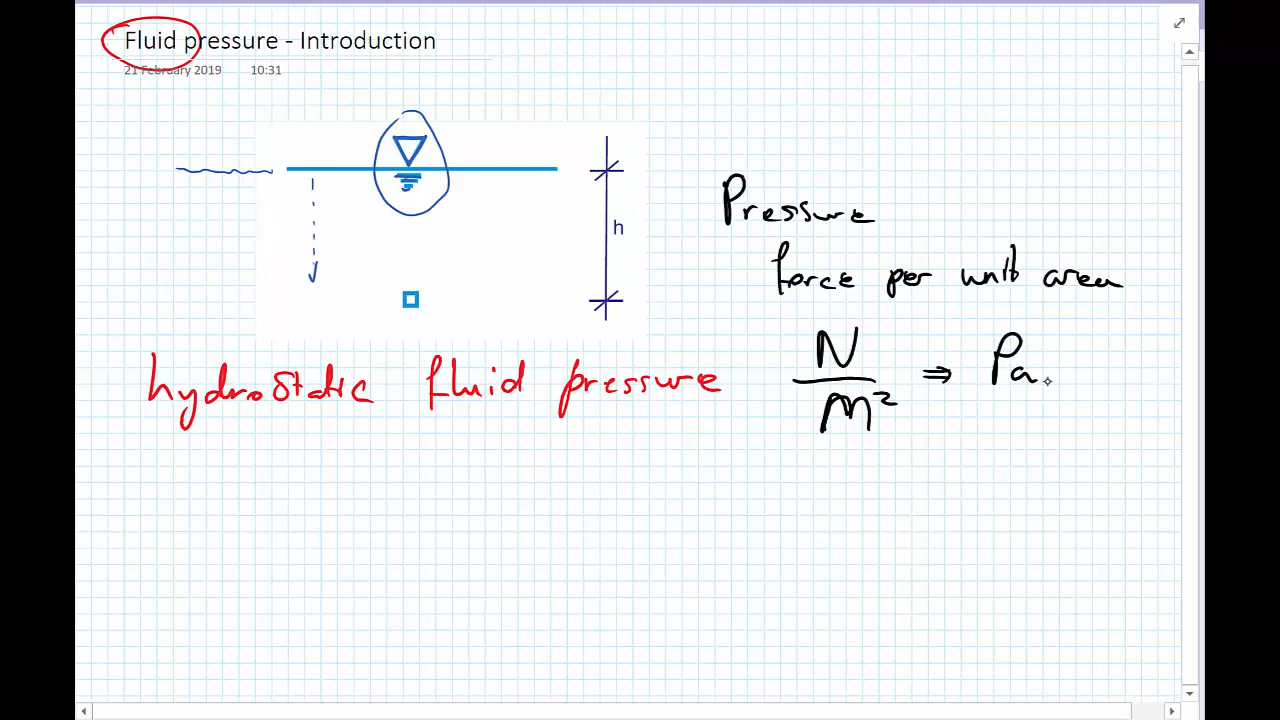 Fluid pressure - Introduction
21 February 2019 10:31
h
Pressure
force per unit area
N
m²
⇒ Pa
hydrostatic fluid pressure